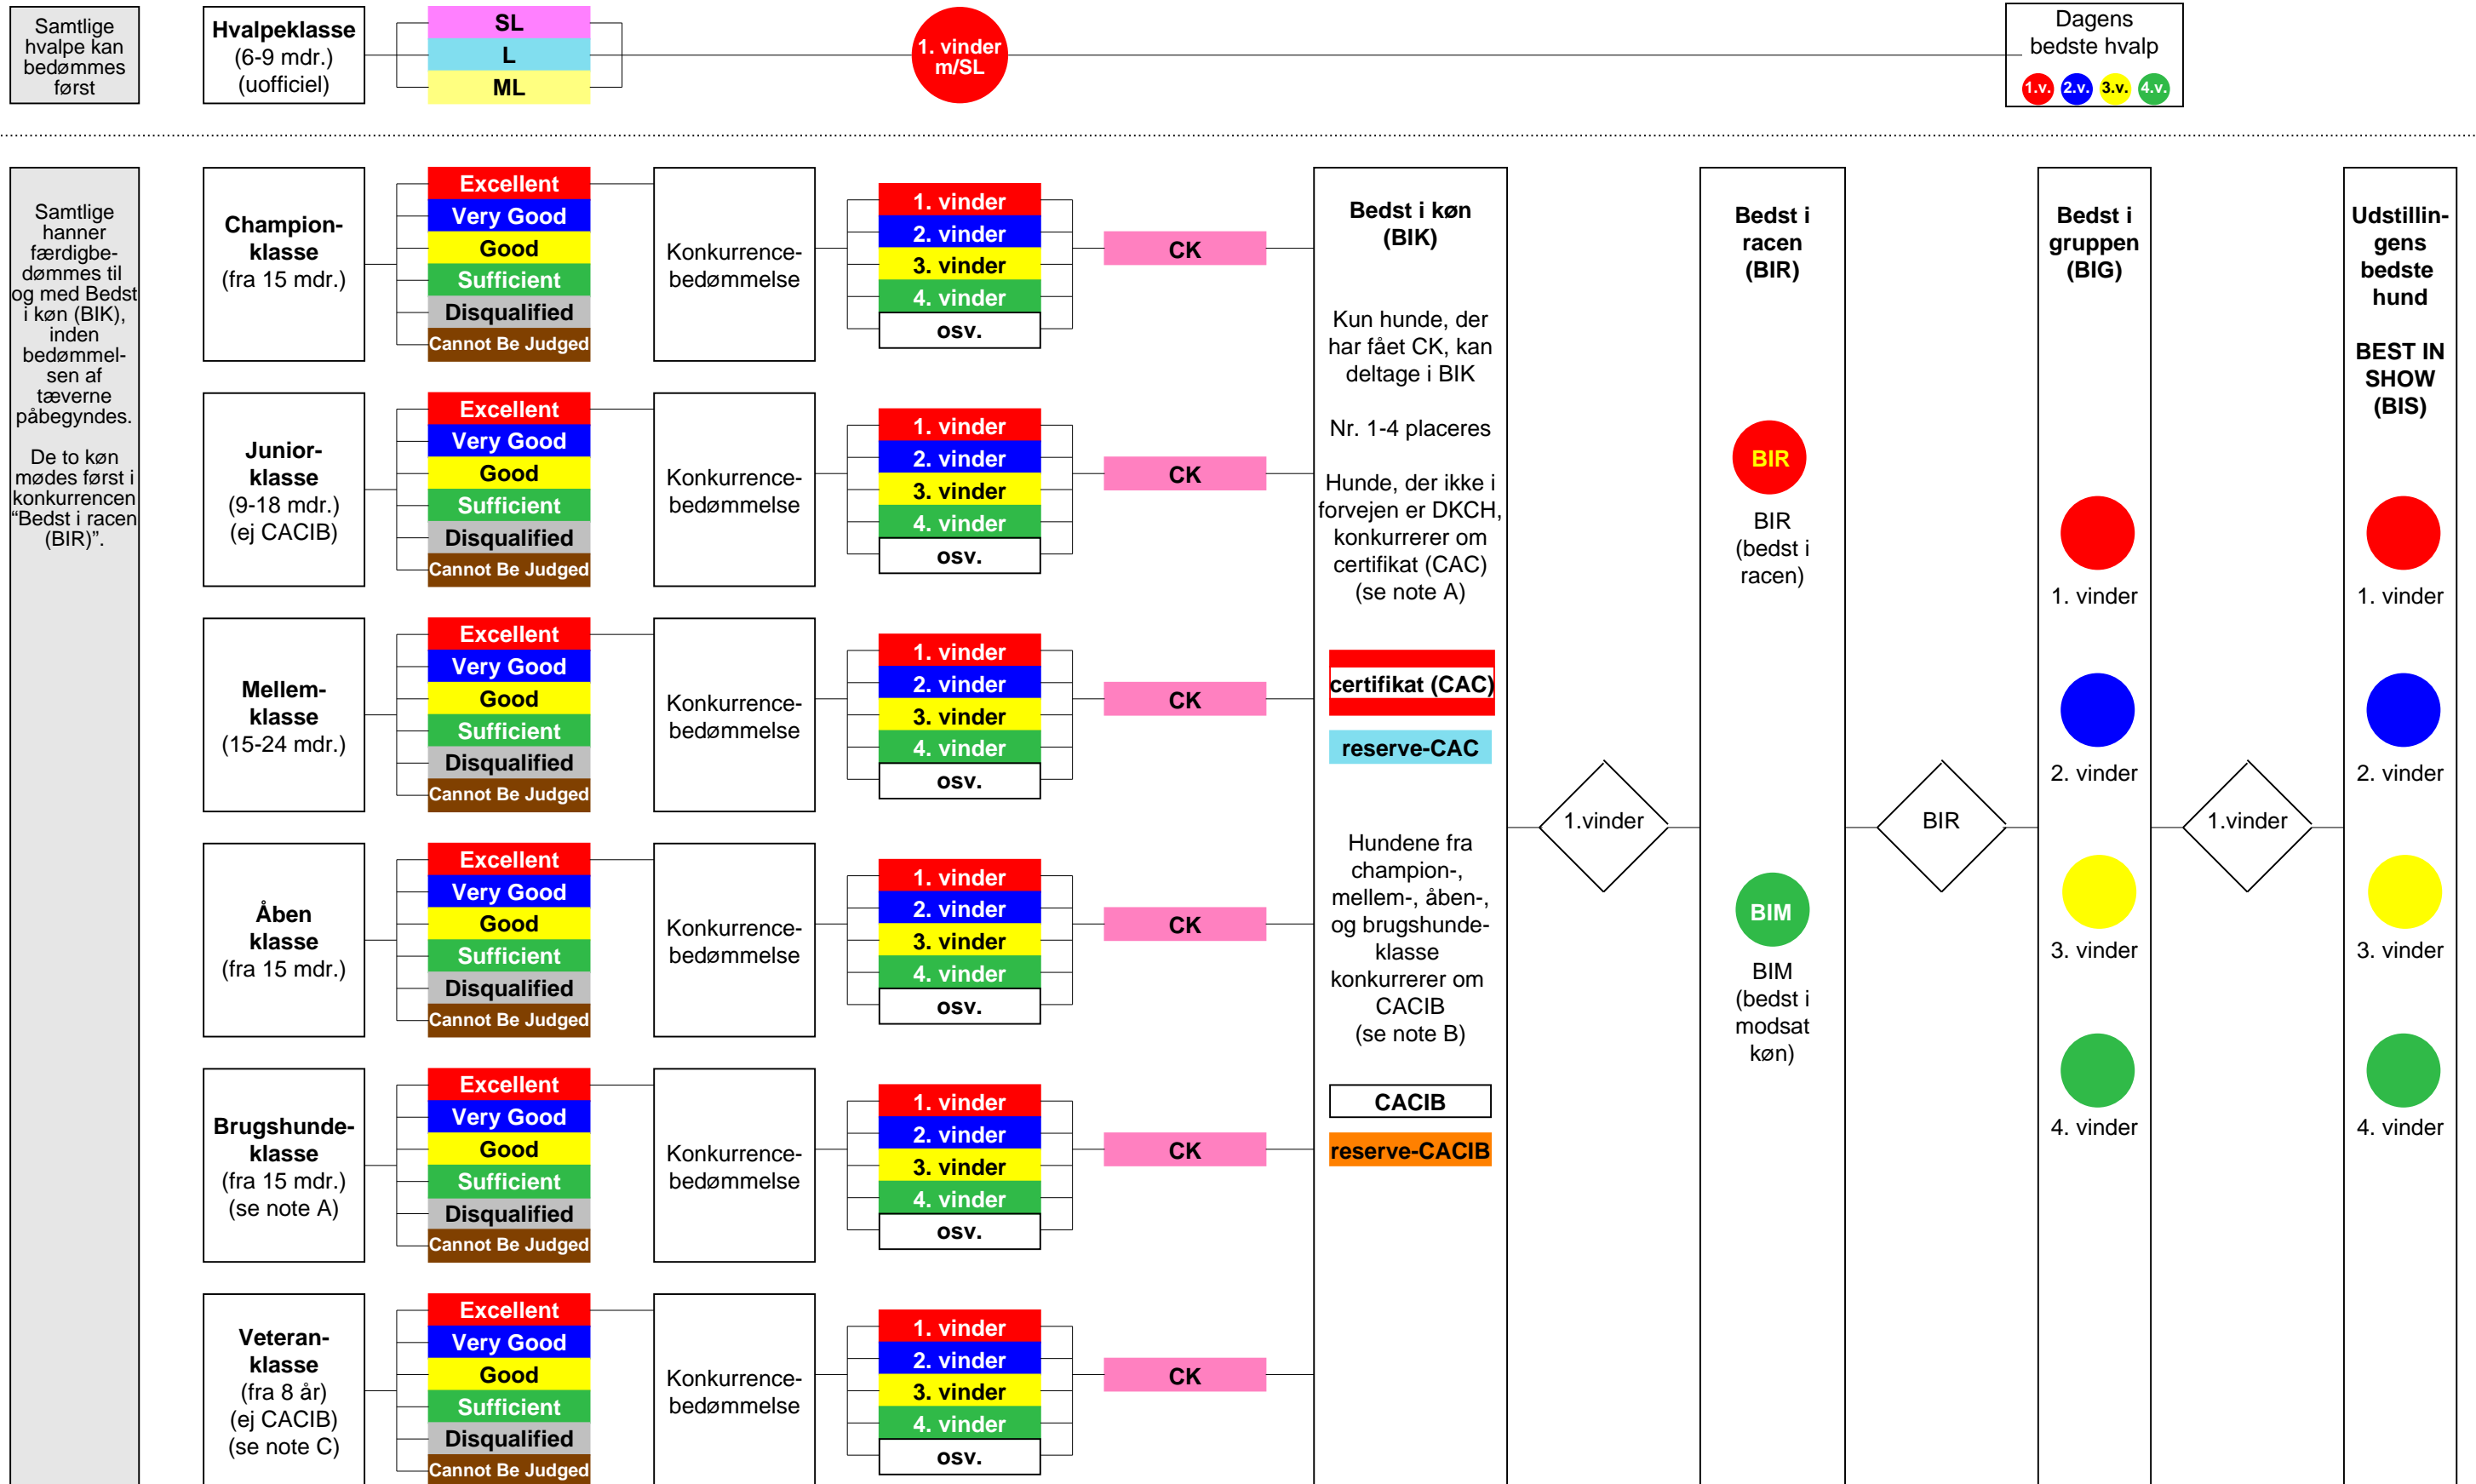 Samtlige
hvalpe kan
bedømmes
først
Hvalpeklasse
(6-9 mdr.)
(uofficiel)
SL
L
ML
1. vinder
m/SL
Dagens
bedste hvalp
1.v. 2.v. 3.v. 4.v.
Samtlige
hanner
færdigbe-
dømmes til
og med Bedst
i køn (BIK),
inden
bedømmel-
sen af
tæverne
påbegyndes.
De to køn
mødes først i
konkurrencen
“Bedst i racen
(BIR)”.
Champion-
klasse
(fra 15 mdr.)
Excellent
Very Good
Good
Sufficient
Disqualified
Cannot Be Judged
Konkurrence-
bedømmelse
1. vinder
2. vinder
3. vinder
4. vinder
osv.
CK
Junior-
klasse
(9-18 mdr.)
(ej CACIB)
Excellent
Very Good
Good
Sufficient
Disqualified
Cannot Be Judged
Konkurrence-
bedømmelse
1. vinder
2. vinder
3. vinder
4. vinder
osv.
CK
Mellem-
klasse
(15-24 mdr.)
Excellent
Very Good
Good
Sufficient
Disqualified
Cannot Be Judged
Konkurrence-
bedømmelse
1. vinder
2. vinder
3. vinder
4. vinder
osv.
CK
Åben
klasse
(fra 15 mdr.)
Excellent
Very Good
Good
Sufficient
Disqualified
Cannot Be Judged
Konkurrence-
bedømmelse
1. vinder
2. vinder
3. vinder
4. vinder
osv.
CK
Brugshunde-
klasse
(fra 15 mdr.)
(se note A)
Excellent
Very Good
Good
Sufficient
Disqualified
Cannot Be Judged
Konkurrence-
bedømmelse
1. vinder
2. vinder
3. vinder
4. vinder
osv.
CK
Veteran-
klasse
(fra 8 år)
(ej CACIB)
(se note C)
Excellent
Very Good
Good
Sufficient
Disqualified
Cannot Be Judged
Konkurrence-
bedømmelse
1. vinder
2. vinder
3. vinder
4. vinder
osv.
CK
Bedst i køn
(BIK)
Kun hunde, der
har fået CK, kan
deltage i BIK
Nr. 1-4 placeres
Hunde, der ikke i
forvejen er DKCH,
konkurrerer om
certifikat (CAC)
(se note A)
certifikat (CAC)
reserve-CAC
Hundene fra
champion-,
mellem-, åben-,
og brugshunde-
klasse
konkurrerer om
CACIB
(se note B)
CACIB
reserve-CACIB
1.vinder
Bedst i
racen
(BIR)
BIR
BIR
(bedst i
racen)
BIM
BIM
(bedst i
modsat
køn)
BIR
Bedst i
gruppen
(BIG)
1. vinder
2. vinder
3. vinder
4. vinder
1.vinder
Udstillin-
gens
bedste
hund
BEST IN
SHOW
(BIS)
1. vinder
2. vinder
3. vinder
4. vinder